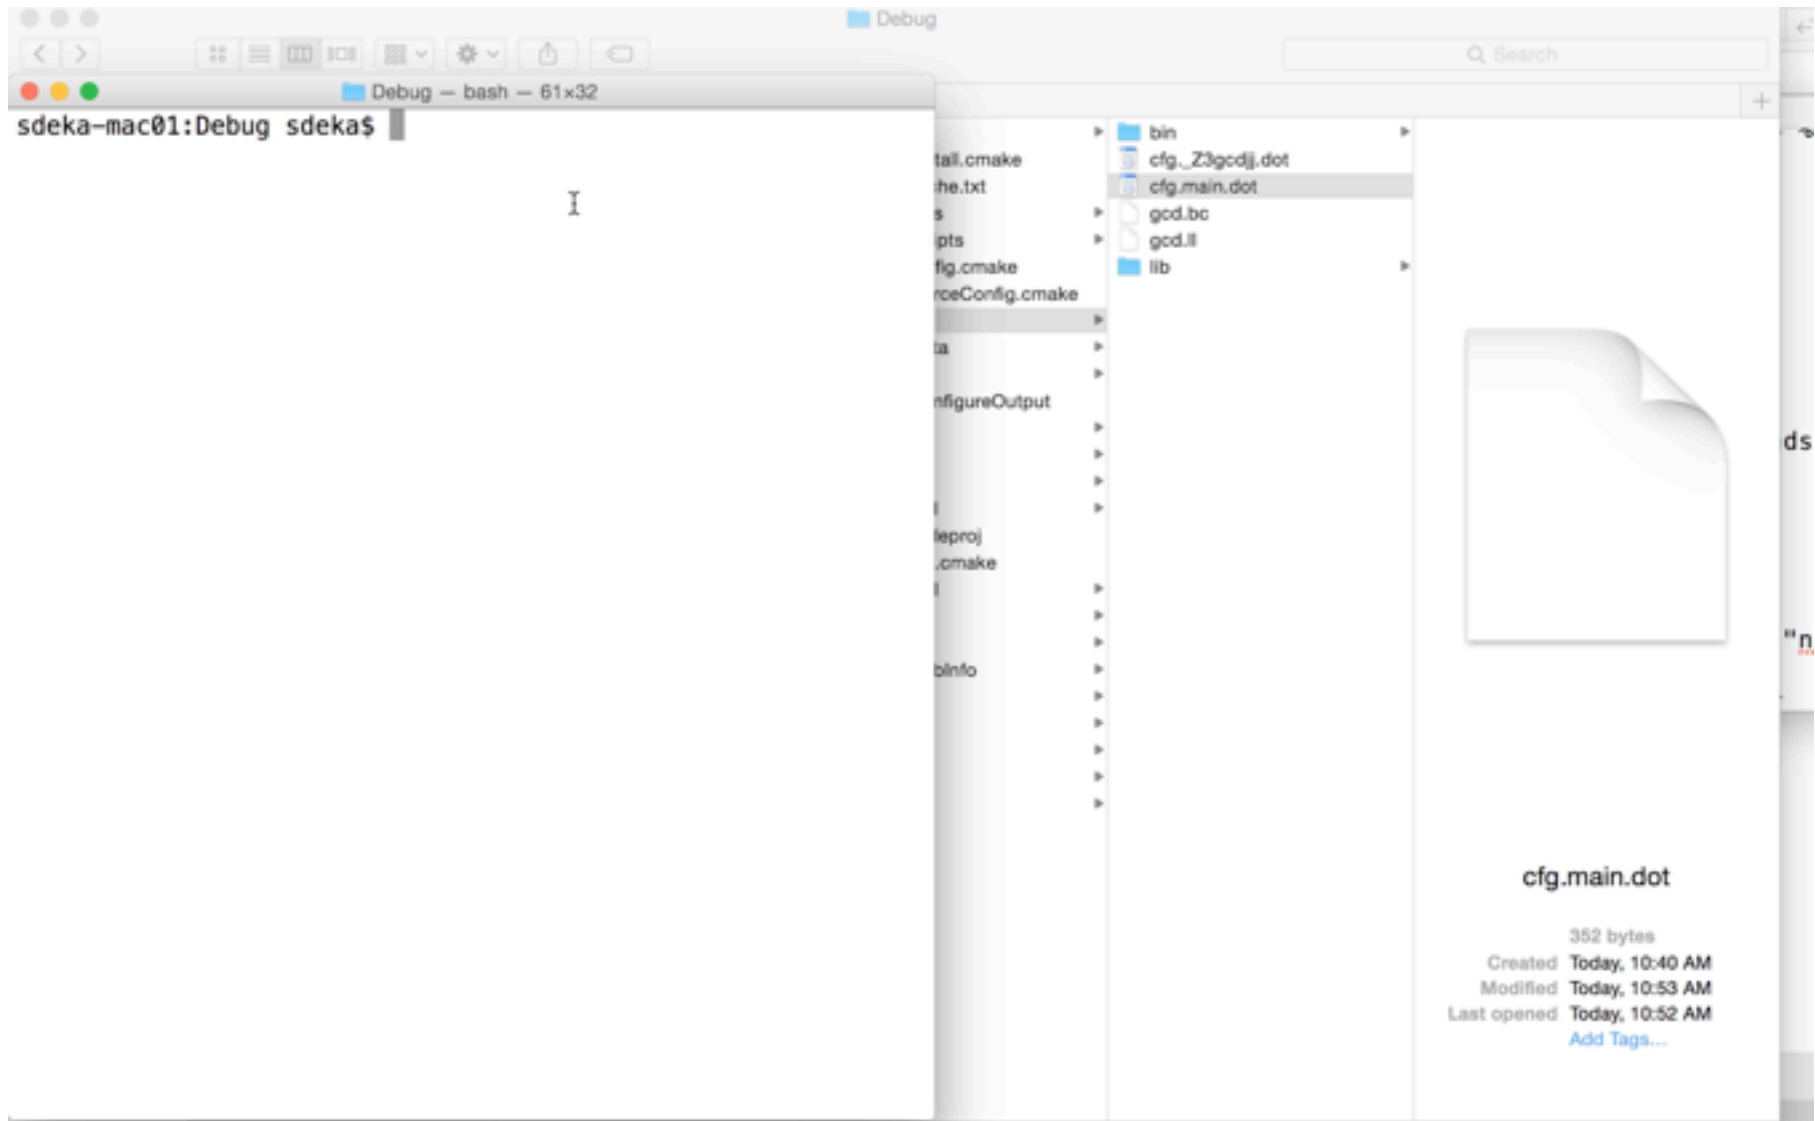 Debug
Search
Debug — bash — 61×32
sdeka-mac01:Debug sdeka$
tall.cmake
he.txt
s
ipts
fig.cmake
rceConfig.cmake
ta
nfigureOutput
leproj
.cmake
bInfo
bin
cfg._Z3gcdjj.dot
cfg.main.dot
gcd.bc
gcd.ll
lib
cfg.main.dot
352 bytes
Created Today, 10:40 AM
Modified Today, 10:53 AM
Last opened Today, 10:52 AM
Add Tags...
ds
"n